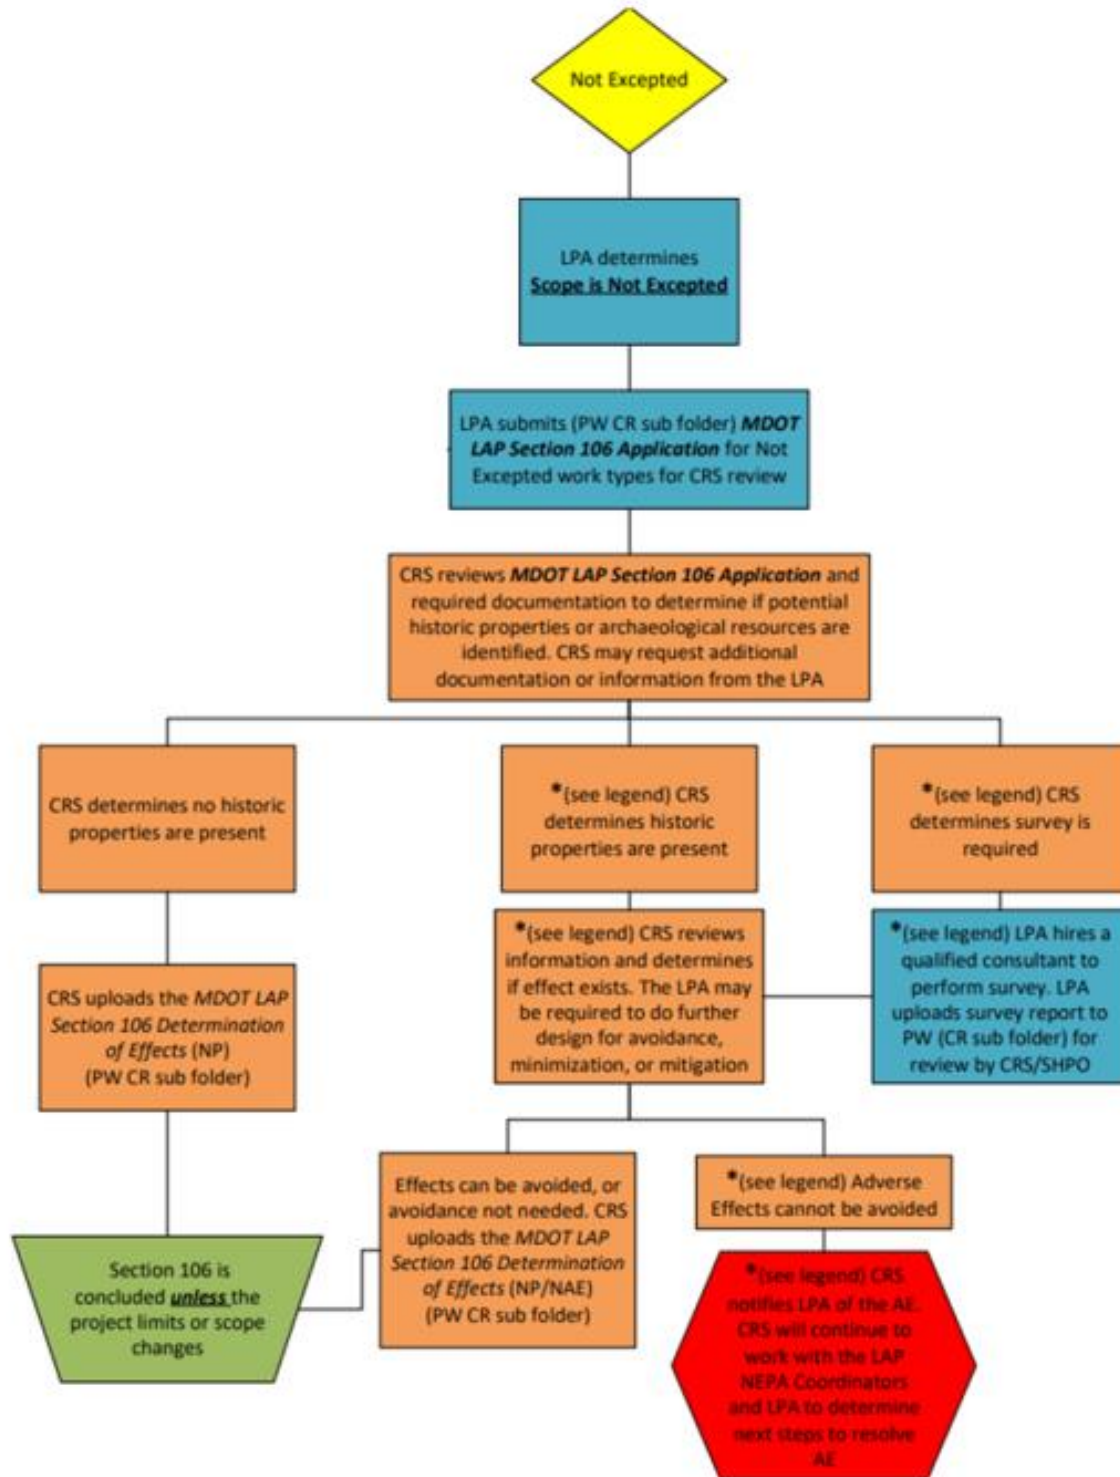 Not Excepted
LPA determines
Scope is Not Excepted
LPA submits (PW CR sub folder) MDOT
LAP Section 106 Application for Not
Excepted work types for CRS review
CRS reviews MDOT LAP Section 106 Application and
required documentation to determine if potential
historic properties or archaeological resources are
identified. CRS may request additional
documentation or information from the LPA
CRS determines no historic
properties are present
*(see legend) CRS
determines historic
properties are present
*(see legend) CRS
determines survey is
required
CRS uploads the MDOT LAP
Section 106 Determination
of Effects (NP)
(PW CR sub folder)
*(see legend) CRS reviews
information and determines
if effect exists. The LPA may
be required to do further
design for avoidance,
minimization, or mitigation
*(see legend) LPA hires a
qualified consultant to
perform survey. LPA
uploads survey report to
PW (CR sub folder) for
review by CRS/SHPO
Effects can be avoided, or
avoidance not needed. CRS
uploads the MDOT LAP
Section 106 Determination
of Effects (NP/NAE)
(PW CR sub folder)
*(see legend) Adverse
Effects cannot be avoided
Section 106 is
concluded unless the
project limits or scope
changes
*(see legend) CRS
notifies LPA of the AE.
CRS will continue to
work with the LAP
NEPA Coordinators
and LPA to determine
next steps to resolve
AE